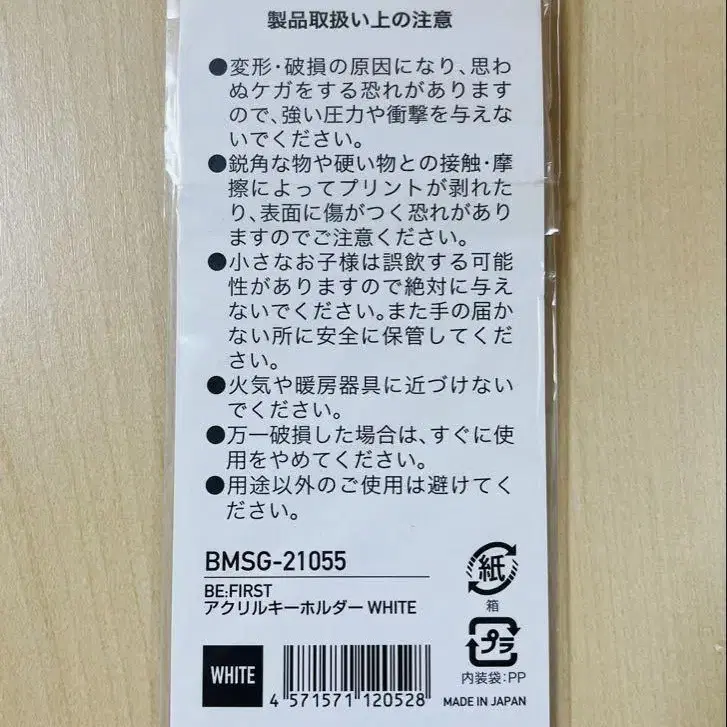 製品取扱い上の注意
●変形・破損の原因になり、思わ
ぬケガをする恐れがあります
ので、強い圧力や衝撃を与えな
いでください。
●鋭角な物や硬い物との接触・摩
擦によってプリントが剥れた
り、表面に傷がつく恐れがあり
ますのでご注意ください。
●小さなお子様は誤飲する可能
性がありますので絶対に与え
ないでください。また手の届か
ない所に安全に保管してくだ
さい。
●火気や暖房器具に近づけない
でください。
●万一破損した場合は、すぐに使
用をやめてください。
●用途以外のご使用は避けてく
ださい。
BMSG-21055
BE:FIRST
アクリルキーホルダー WHITE
WHITE
4 571571 120528
紙
箱
プラ
内装袋:PP
MADE IN JAPAN